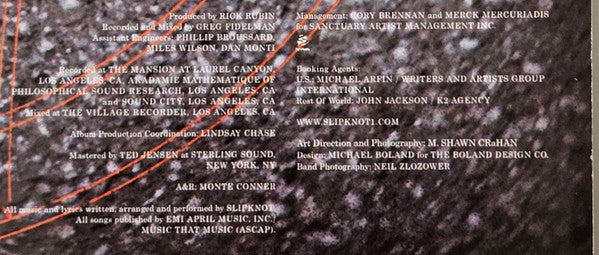 Produced by RICK RUBIN
Recorded and Mixed by GREG FIDELMAN
Assistant Engineers: PHILLIP BROUSSARD,
MILES WILSON, DAN MONTI
Recorded at THE MANSION AT LAUREL CANYON,
LOS ANGELES, CA, AKADAMIE MATHEMATIQUE OF
PHILOSOPHICAL SOUND RESEARCH, LOS ANGELES, CA
and SOUND CITY, LOS ANGELES, CA
Mixed at THE VILLAGE RECORDER, LOS ANGELES, CA
Album Production Coordination: LINDSAY CHASE
Mastered by TED JENSEN at STERLING SOUND,
NEW YORK, NY
A&R: MONTE CONNER
All music and lyrics written, arranged and performed by SLIPKNOT.
All songs published by EMI APRIL MUSIC, INC./
MUSIC THAT MUSIC (ASCAP).
Management: CORY BRENNAN and MERCK MERCURIADIS
for SANCTUARY ARTIST MANAGEMENT INC.
Booking Agents:
U.S.: MICHAEL ARFIN / WRITERS AND ARTISTS GROUP
INTERNATIONAL
Rest Of World: JOHN JACKSON / K2 AGENCY
WWW.SLIPKNOT1.COM
Art Direction and Photography: M. SHAWN CRaHAN
Design: MICHAEL BOLAND for THE BOLAND DESIGN CO.
Band Photography: NEIL ZLOZOWER